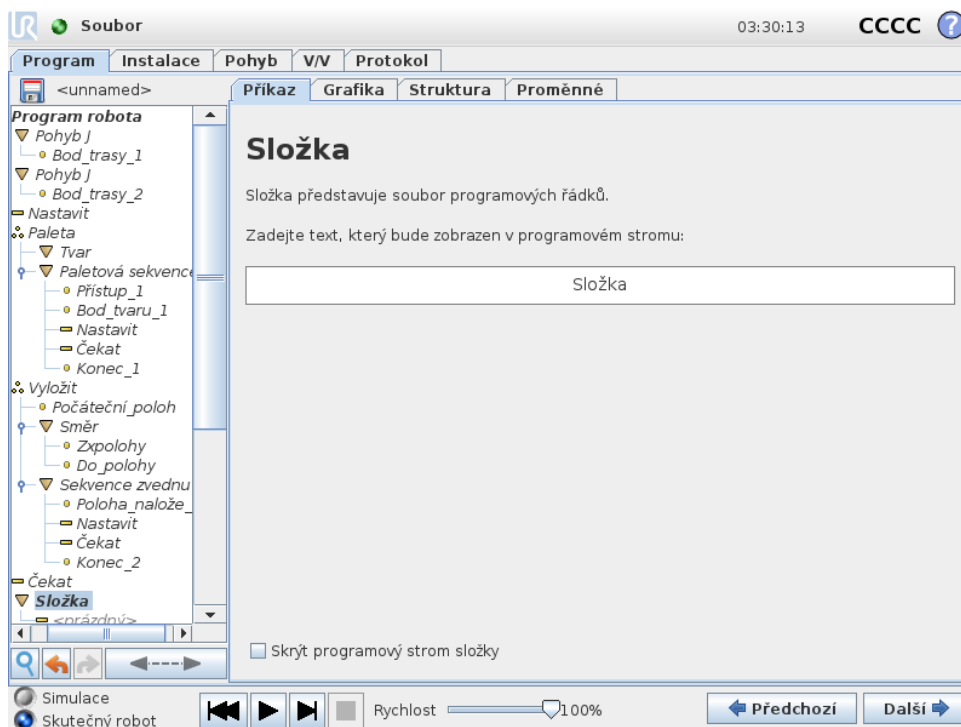 UR Soubor 03:30:13 CCCC ?
Program Instalace Pohyb V/V Protokol
<unnamed>
Příkaz Grafika Struktura Proměnné
Program robota
Pohyb J
Bod_trasy_1
Pohyb J
Bod_trasy_2
Nastavit
Paleta
Tvar
Paletová sekvence
Přístup_1
Bod_tvaru_1
Nastavit
Čekat
Konec_1
Vyložit
Počáteční_poloh
Směr
Zxpolohy
Do_polohy
Sekvence zvednu
Poloha_nalože_
Nastavit
Čekat
Konec_2
Čekat
Složka
<prázdný>
Složka
Složka představuje soubor programových řádků.
Zadejte text, který bude zobrazen v programovém stromu:
Složka
Skrýt programový strom složky
Simulace
Skutečný robot
Rychlost 100%
Předchozí Další